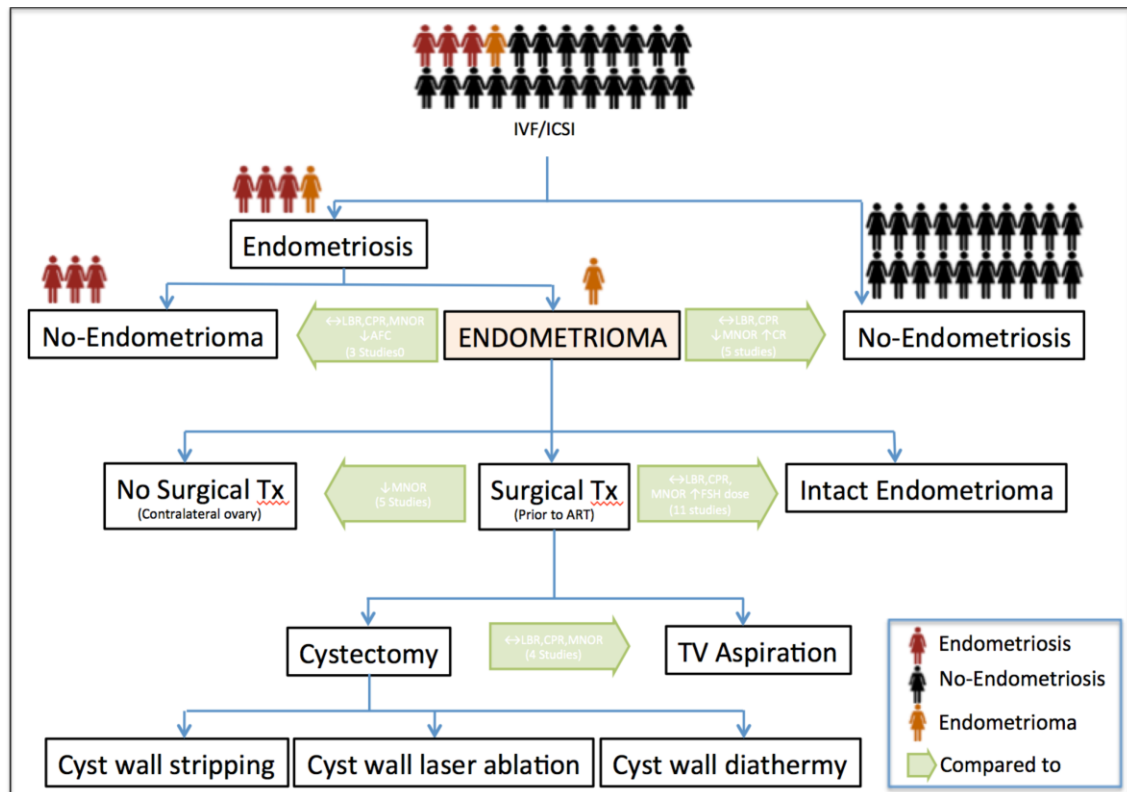 IVF/ICSI
Endometriosis
No-Endometrioma
↔LBR,CPR,MNOR
↓AFC
(3 Studies0
ENDOMETRIOMA
↔LBR,CPR
↓MNOR ↑CR
(5 studies)
No-Endometriosis
No Surgical Tx
(Contralateral ovary)
↓MNOR
(5 Studies)
Surgical Tx
(Prior to ART)
↔LBR,CPR,
MNOR ↑FSH dose
(11 studies)
Intact Endometrioma
Cystectomy
↔LBR,CPR,MNOR
(4 Studies)
TV Aspiration
Cyst wall stripping
Cyst wall laser ablation
Cyst wall diathermy
Endometriosis
No-Endometriosis
Endometrioma
Compared to